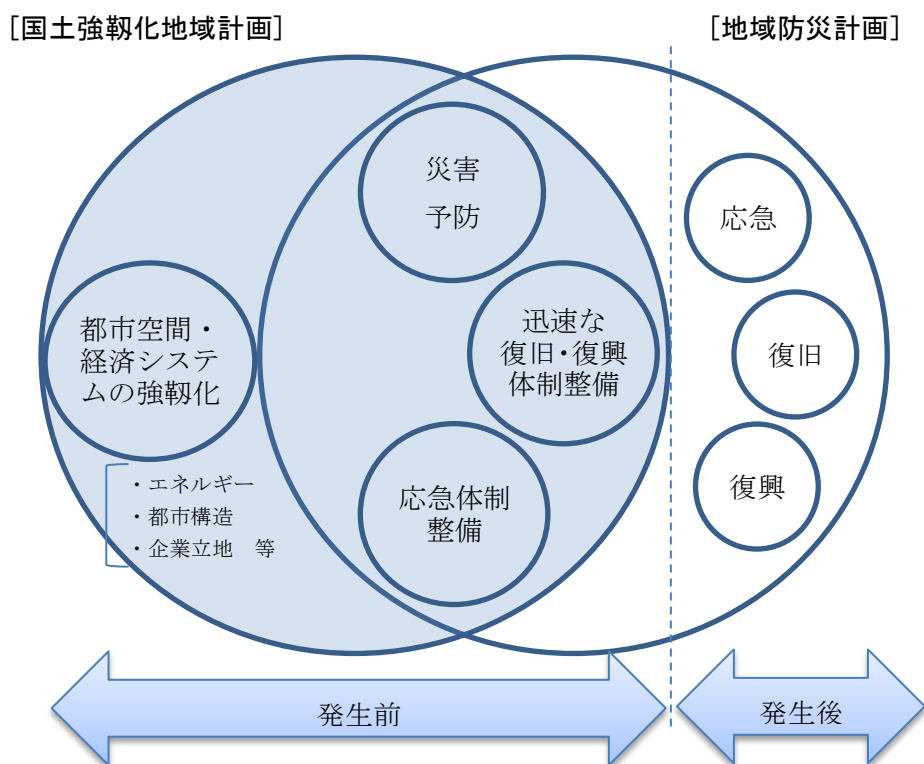 ［国土強靱化地域計画］
［地域防災計画］
災害
予防
応急
都市空間・
経済システ
ムの強靱化
迅速な
復旧・復興
体制整備
復旧
・エネルギー
・都市構造
・企業立地　等
応急体制
整備
復興
発生前
発生後